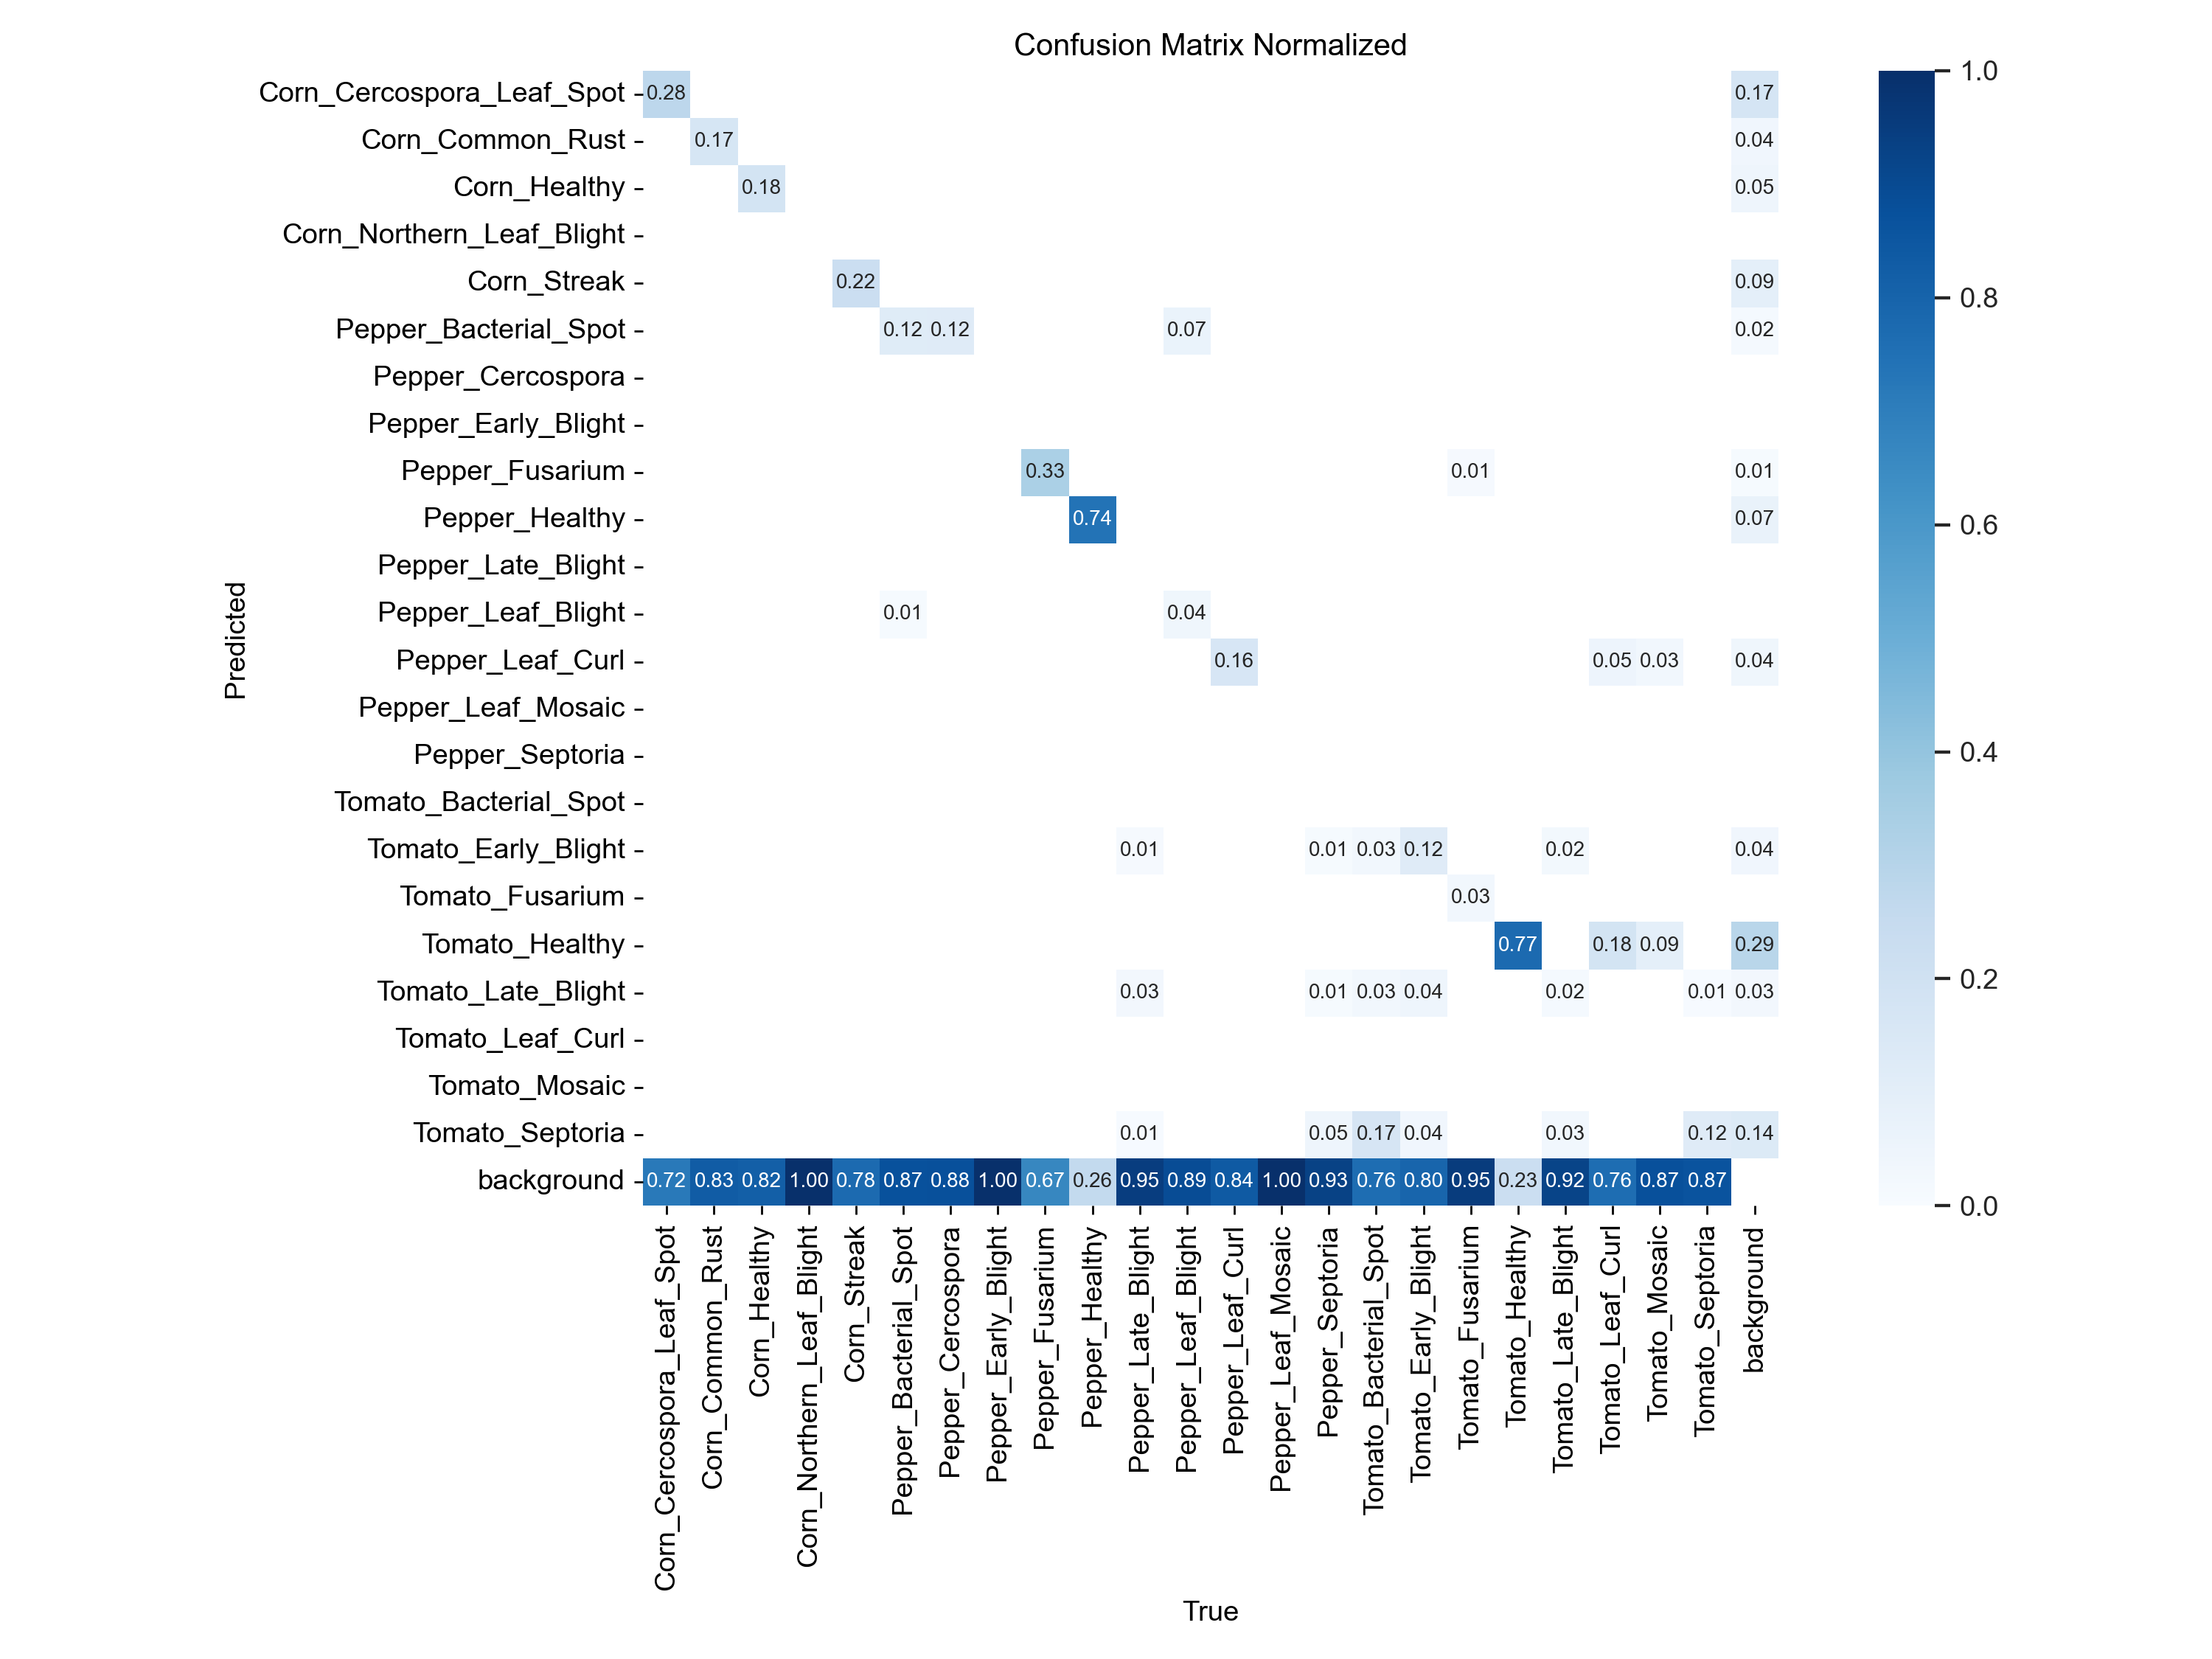 Confusion Matrix Normalized
Corn_Cercospora_Leaf_Spot 0.28 0.17
Corn_Common_Rust 0.17 0.04
Corn_Healthy 0.18 0.05
Corn_Northern_Leaf_Blight
Corn_Streak 0.22 0.09
Pepper_Bacterial_Spot 0.12 0.12 0.07 0.02
Pepper_Cercospora
Pepper_Early_Blight
Pepper_Fusarium 0.33 0.01 0.01
Pepper_Healthy 0.74 0.07
Pepper_Late_Blight
Pepper_Leaf_Blight 0.01 0.04
Pepper_Leaf_Curl 0.16 0.05 0.03 0.04
Pepper_Leaf_Mosaic
Pepper_Septoria
Tomato_Bacterial_Spot
Tomato_Early_Blight 0.01 0.01 0.03 0.12 0.02 0.04
Tomato_Fusarium 0.03
Tomato_Healthy 0.77 0.18 0.09 0.29
Tomato_Late_Blight 0.03 0.01 0.03 0.04 0.02 0.01 0.03
Tomato_Leaf_Curl
Tomato_Mosaic
Tomato_Septoria 0.01 0.05 0.17 0.04 0.03 0.12 0.14
background 0.72 0.83 0.82 1.00 0.78 0.87 0.88 1.00 0.67 0.26 0.95 0.89 0.84 1.00 0.93 0.76 0.80 0.95 0.23 0.92 0.76 0.87 0.87
Predicted
Corn_Cercospora_Leaf_Spot
Corn_Common_Rust
Corn_Healthy
Corn_Northern_Leaf_Blight
Corn_Streak
Pepper_Bacterial_Spot
Pepper_Cercospora
Pepper_Early_Blight
Pepper_Fusarium
Pepper_Healthy
Pepper_Late_Blight
Pepper_Leaf_Blight
Pepper_Leaf_Curl
Pepper_Leaf_Mosaic
Pepper_Septoria
Tomato_Bacterial_Spot
Tomato_Early_Blight
Tomato_Fusarium
Tomato_Healthy
Tomato_Late_Blight
Tomato_Leaf_Curl
Tomato_Mosaic
Tomato_Septoria
background
True
1.0
0.8
0.6
0.4
0.2
0.0